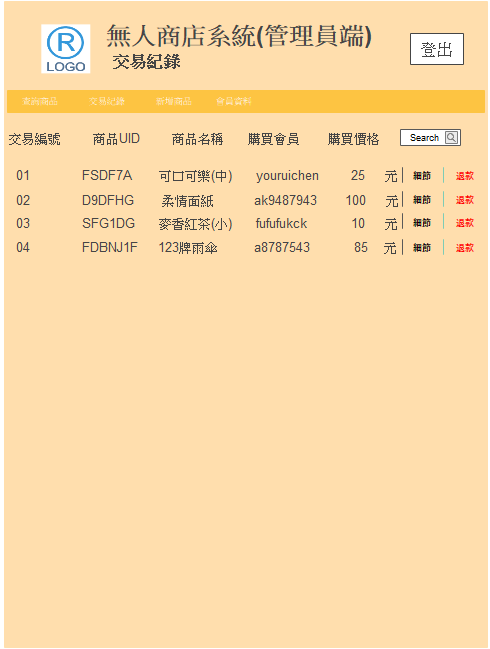 無人商店系統(管理員端)
R
LOGO
交易紀錄
登出
查詢商品 交易紀錄 新增商品 會員資料
交易編號 商品UID 商品名稱 購買會員 購買價格 Search
01 FSDF7A 可口可樂(中) youruichen 25 元 細節 退款
02 D9DFHG 柔情面紙 ak9487943 100 元 細節 退款
03 SFG1DG 麥香紅茶(小) fufufukck 10 元 細節 退款
04 FDBNJ1F 123牌雨傘 a8787543 85 元 細節 退款